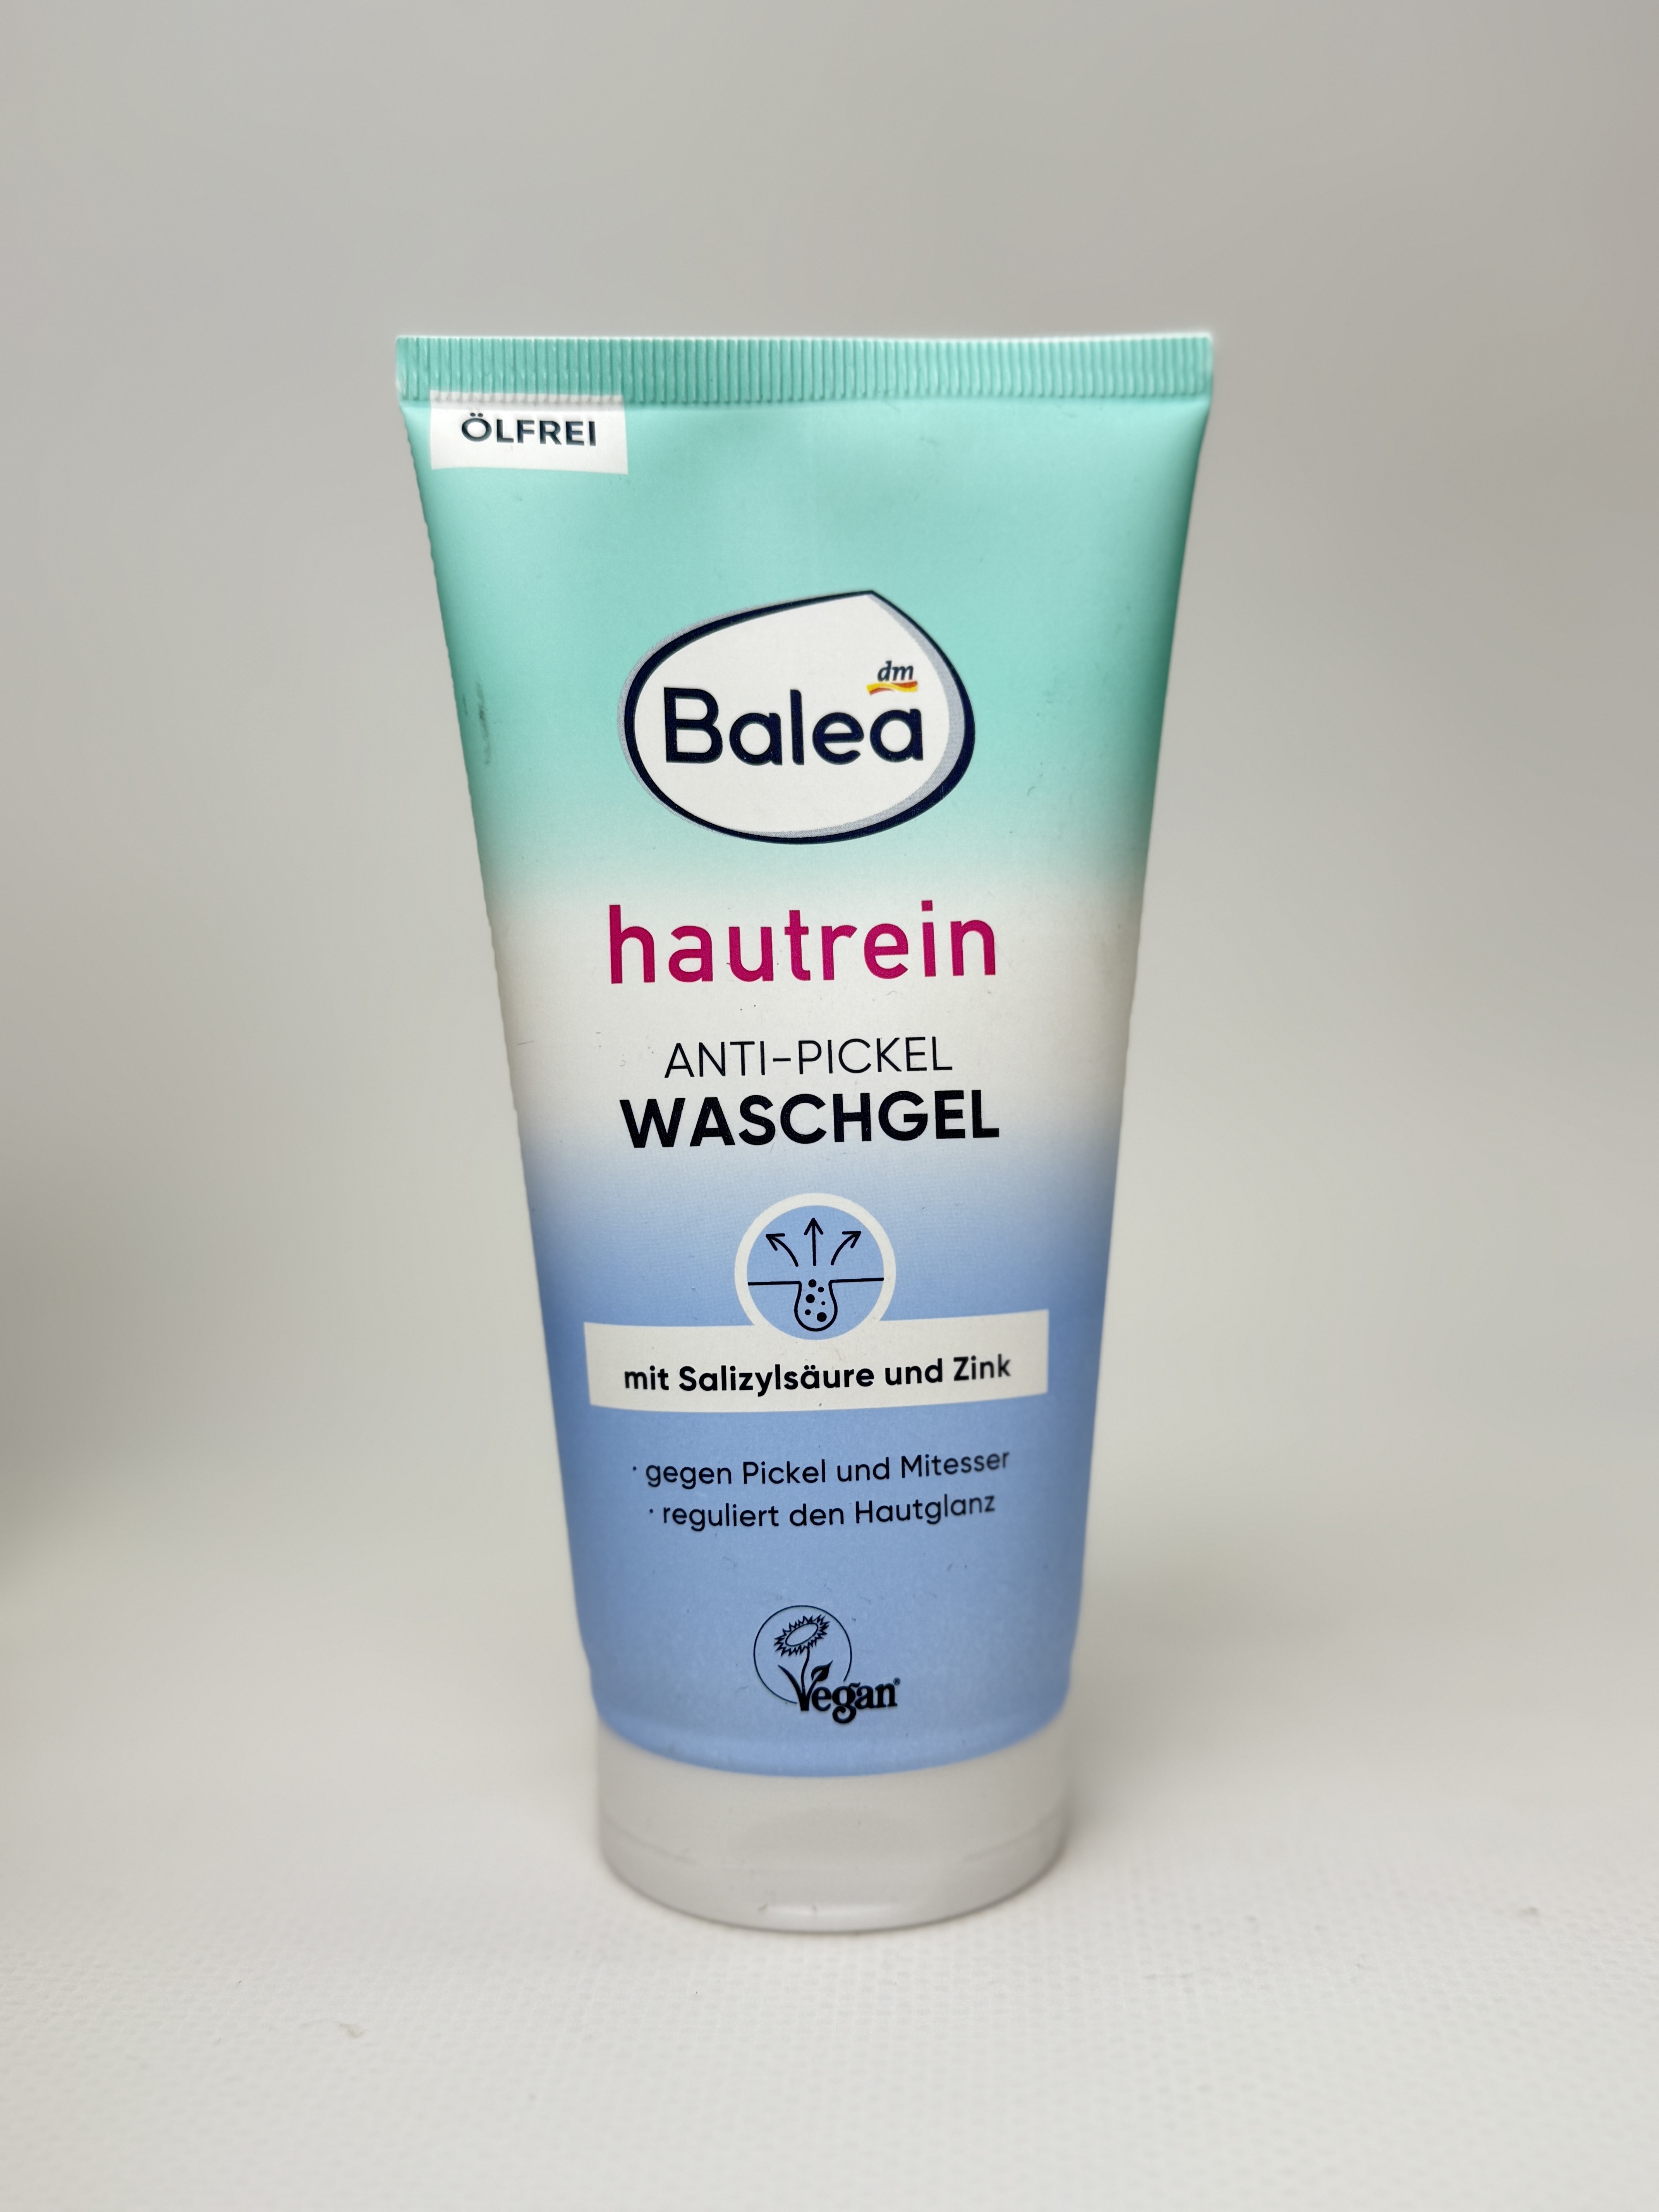 ÖLFREI
dm
Balea
hautrein
ANTI-PICKEL
WASCHGEL
mit Salizylsäure und Zink
· gegen Pickel und Mitesser
· reguliert den Hautglanz
Vegan®